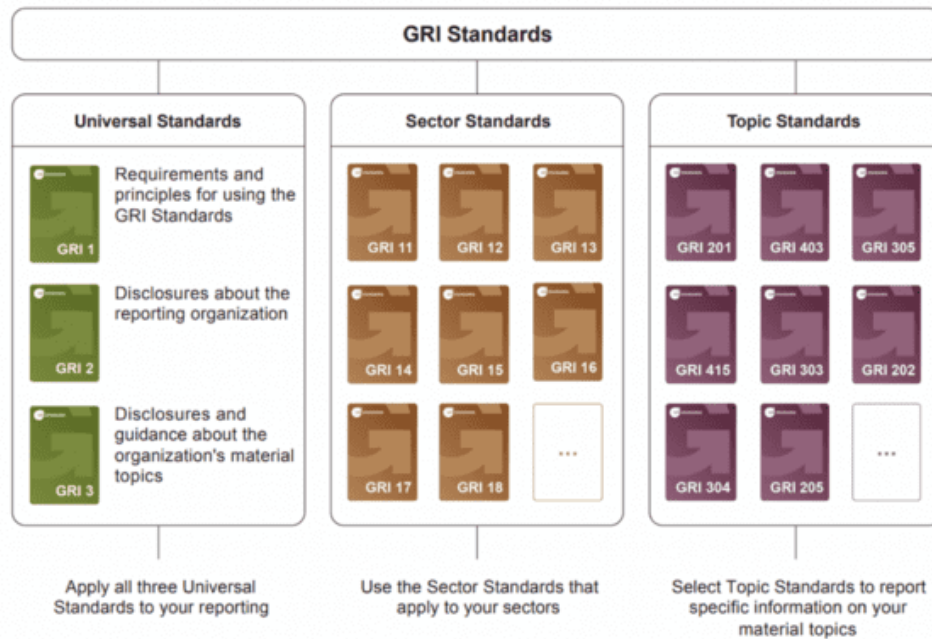 GRI Standards
Universal Standards
GRI 1
Requirements and
principles for using the
GRI Standards
GRI 2
Disclosures about the
reporting organization
GRI 3
Disclosures and
guidance about the
organization's material
topics
Apply all three Universal
Standards to your reporting
Sector Standards
GRI 11
GRI 12
GRI 13
GRI 14
GRI 15
GRI 16
GRI 17
GRI 18
...
Use the Sector Standards that
apply to your sectors
Topic Standards
GRI 201
GRI 403
GRI 305
GRI 415
GRI 303
GRI 202
GRI 304
GRI 205
...
Select Topic Standards to report
specific information on your
material topics